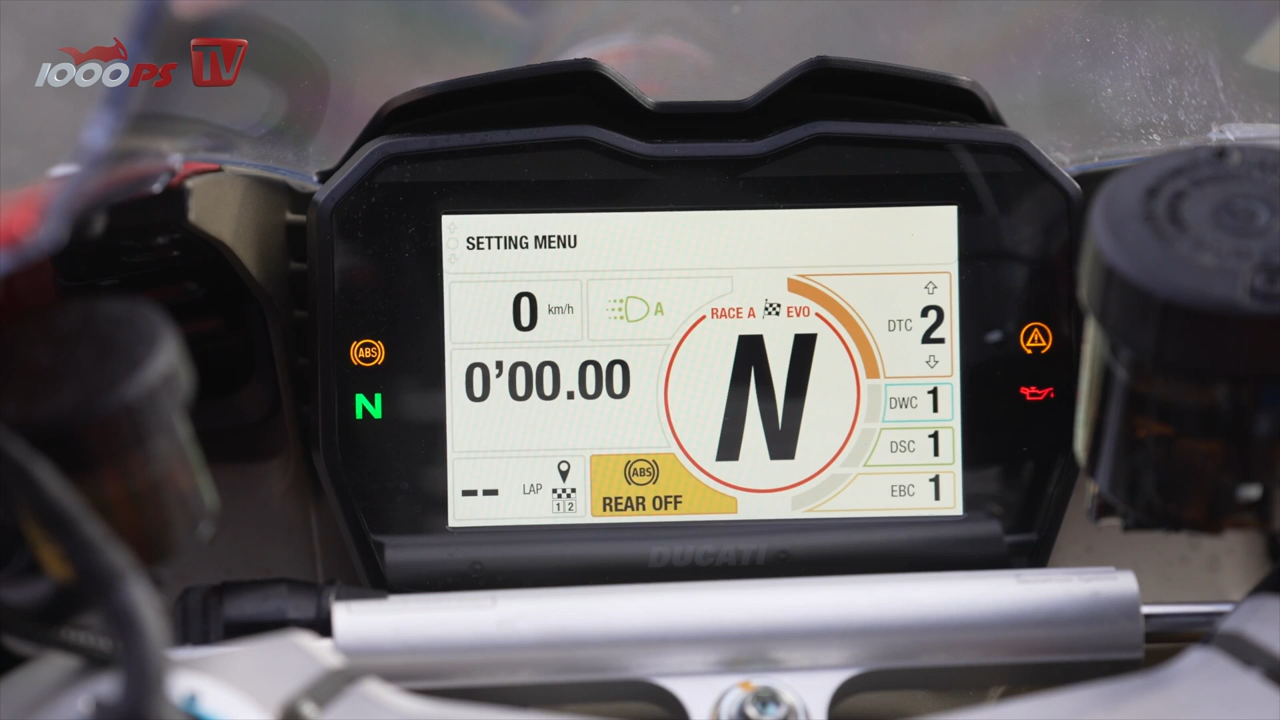 1000PS TV
SETTING MENU
0 km/h
A
RACE A EVO
DTC 2
ABS
0'00.00
N
N
DWC 1
DSC 1
-- LAP
1 2
ABS
REAR OFF
EBC 1
DUCATI